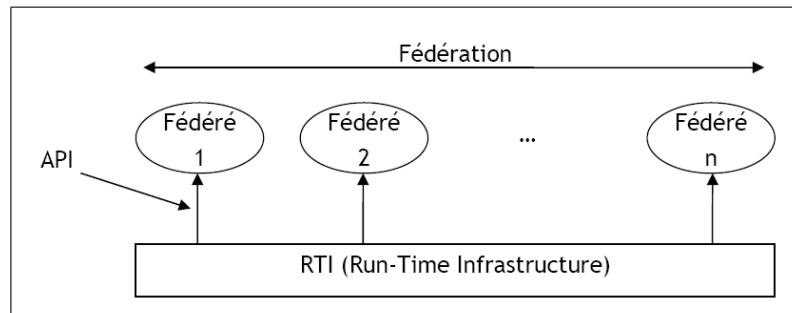 Fédération
Fédéré
1
Fédéré
2
...
Fédéré
n
API
RTI (Run-Time Infrastructure)